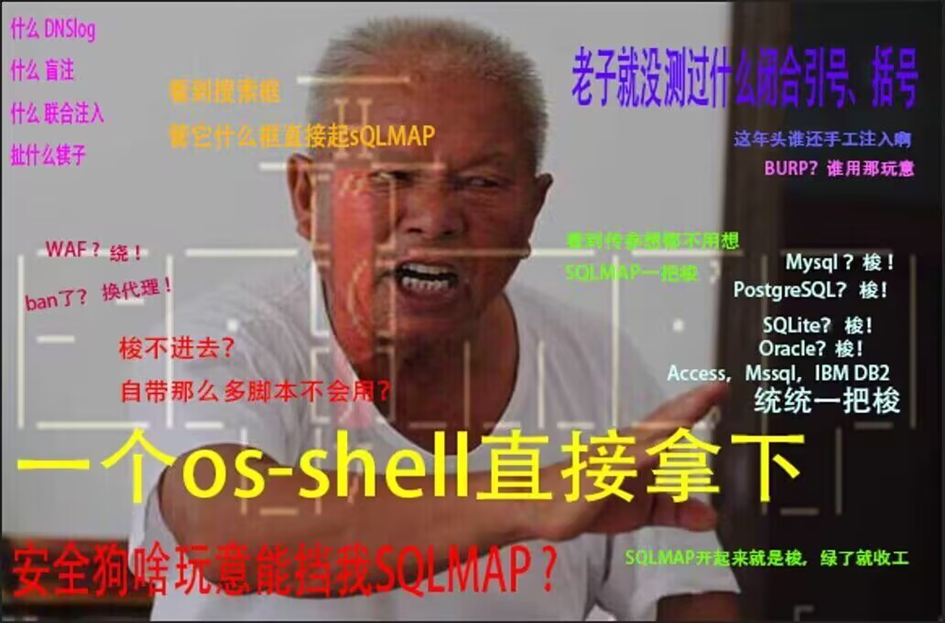 什么 DNSlog
什么 盲注
什么 联合注入
扯什么犊子
看到搜索框
管它什么框直接起sQLMAP
老子就没测过什么闭合引号、括号
这年头谁还手工注入啊
BURP？谁用那玩意
WAF？绕！
ban了？换代理！
看到传参想都不用想
SQLMAP一把梭
Mysql？梭！
PostgreSQL？梭！
SQLite？梭！
Oracle？梭！
Access，Mssql，IBM DB2
统统一把梭
梭不进去？
自带那么多脚本不会用？
一个os-shell直接拿下
安全狗啥玩意能挡我SQLMAP？
SQLMAP开起来就是梭，绿了就收工